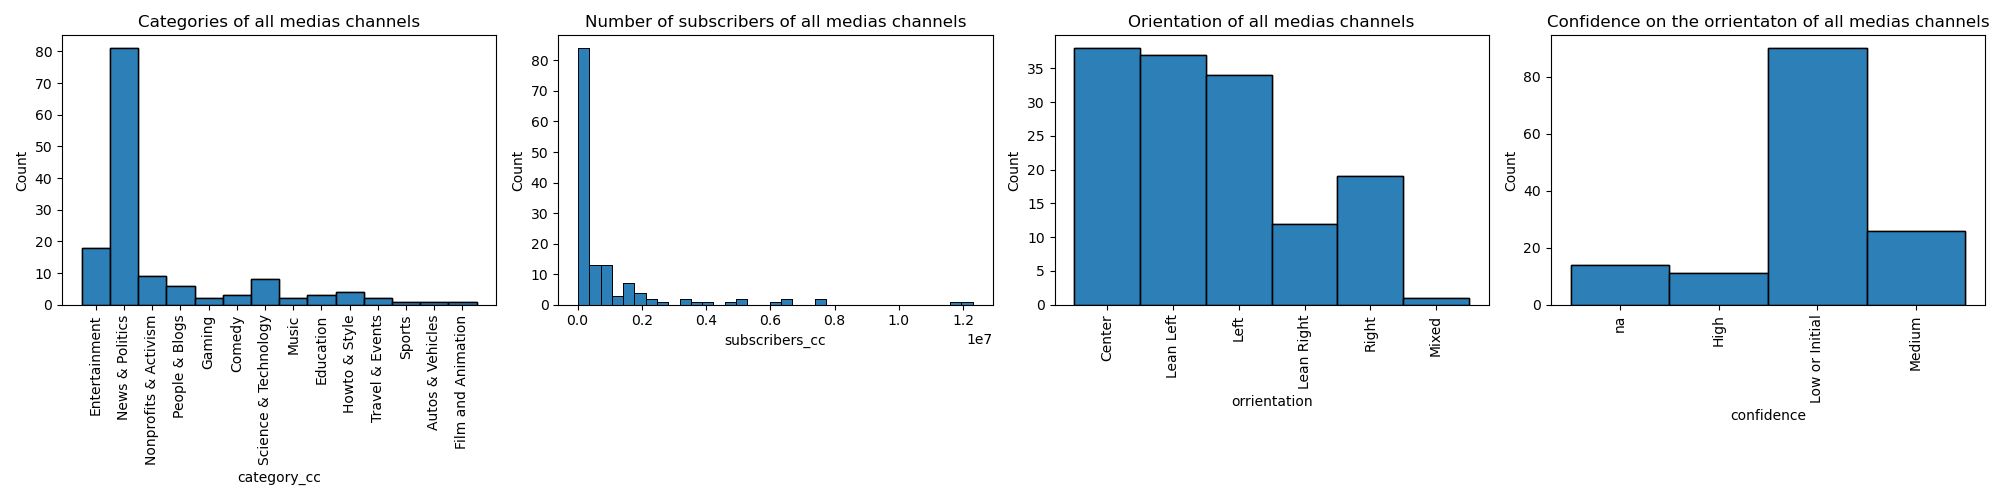 Categories of all medias channels
Count
80
70
60
50
40
30
20
10
0
Entertainment
News & Politics
Nonprofits & Activism
People & Blogs
Gaming
Comedy
Science & Technology
Music
Education
Howto & Style
Travel & Events
Sports
Autos & Vehicles
Film and Animation
category_cc
Number of subscribers of all medias channels
Count
80
70
60
50
40
30
20
10
0
0.0
0.2
0.4
0.6
0.8
1.0
1.2
1e7
subscribers_cc
Orientation of all medias channels
Count
35
30
25
20
15
10
5
0
Center
Lean Left
Left
Lean Right
Right
Mixed
orrientation
Confidence on the orrientaton of all medias channels
Count
80
60
40
20
0
na
High
Low or Initial
Medium
confidence